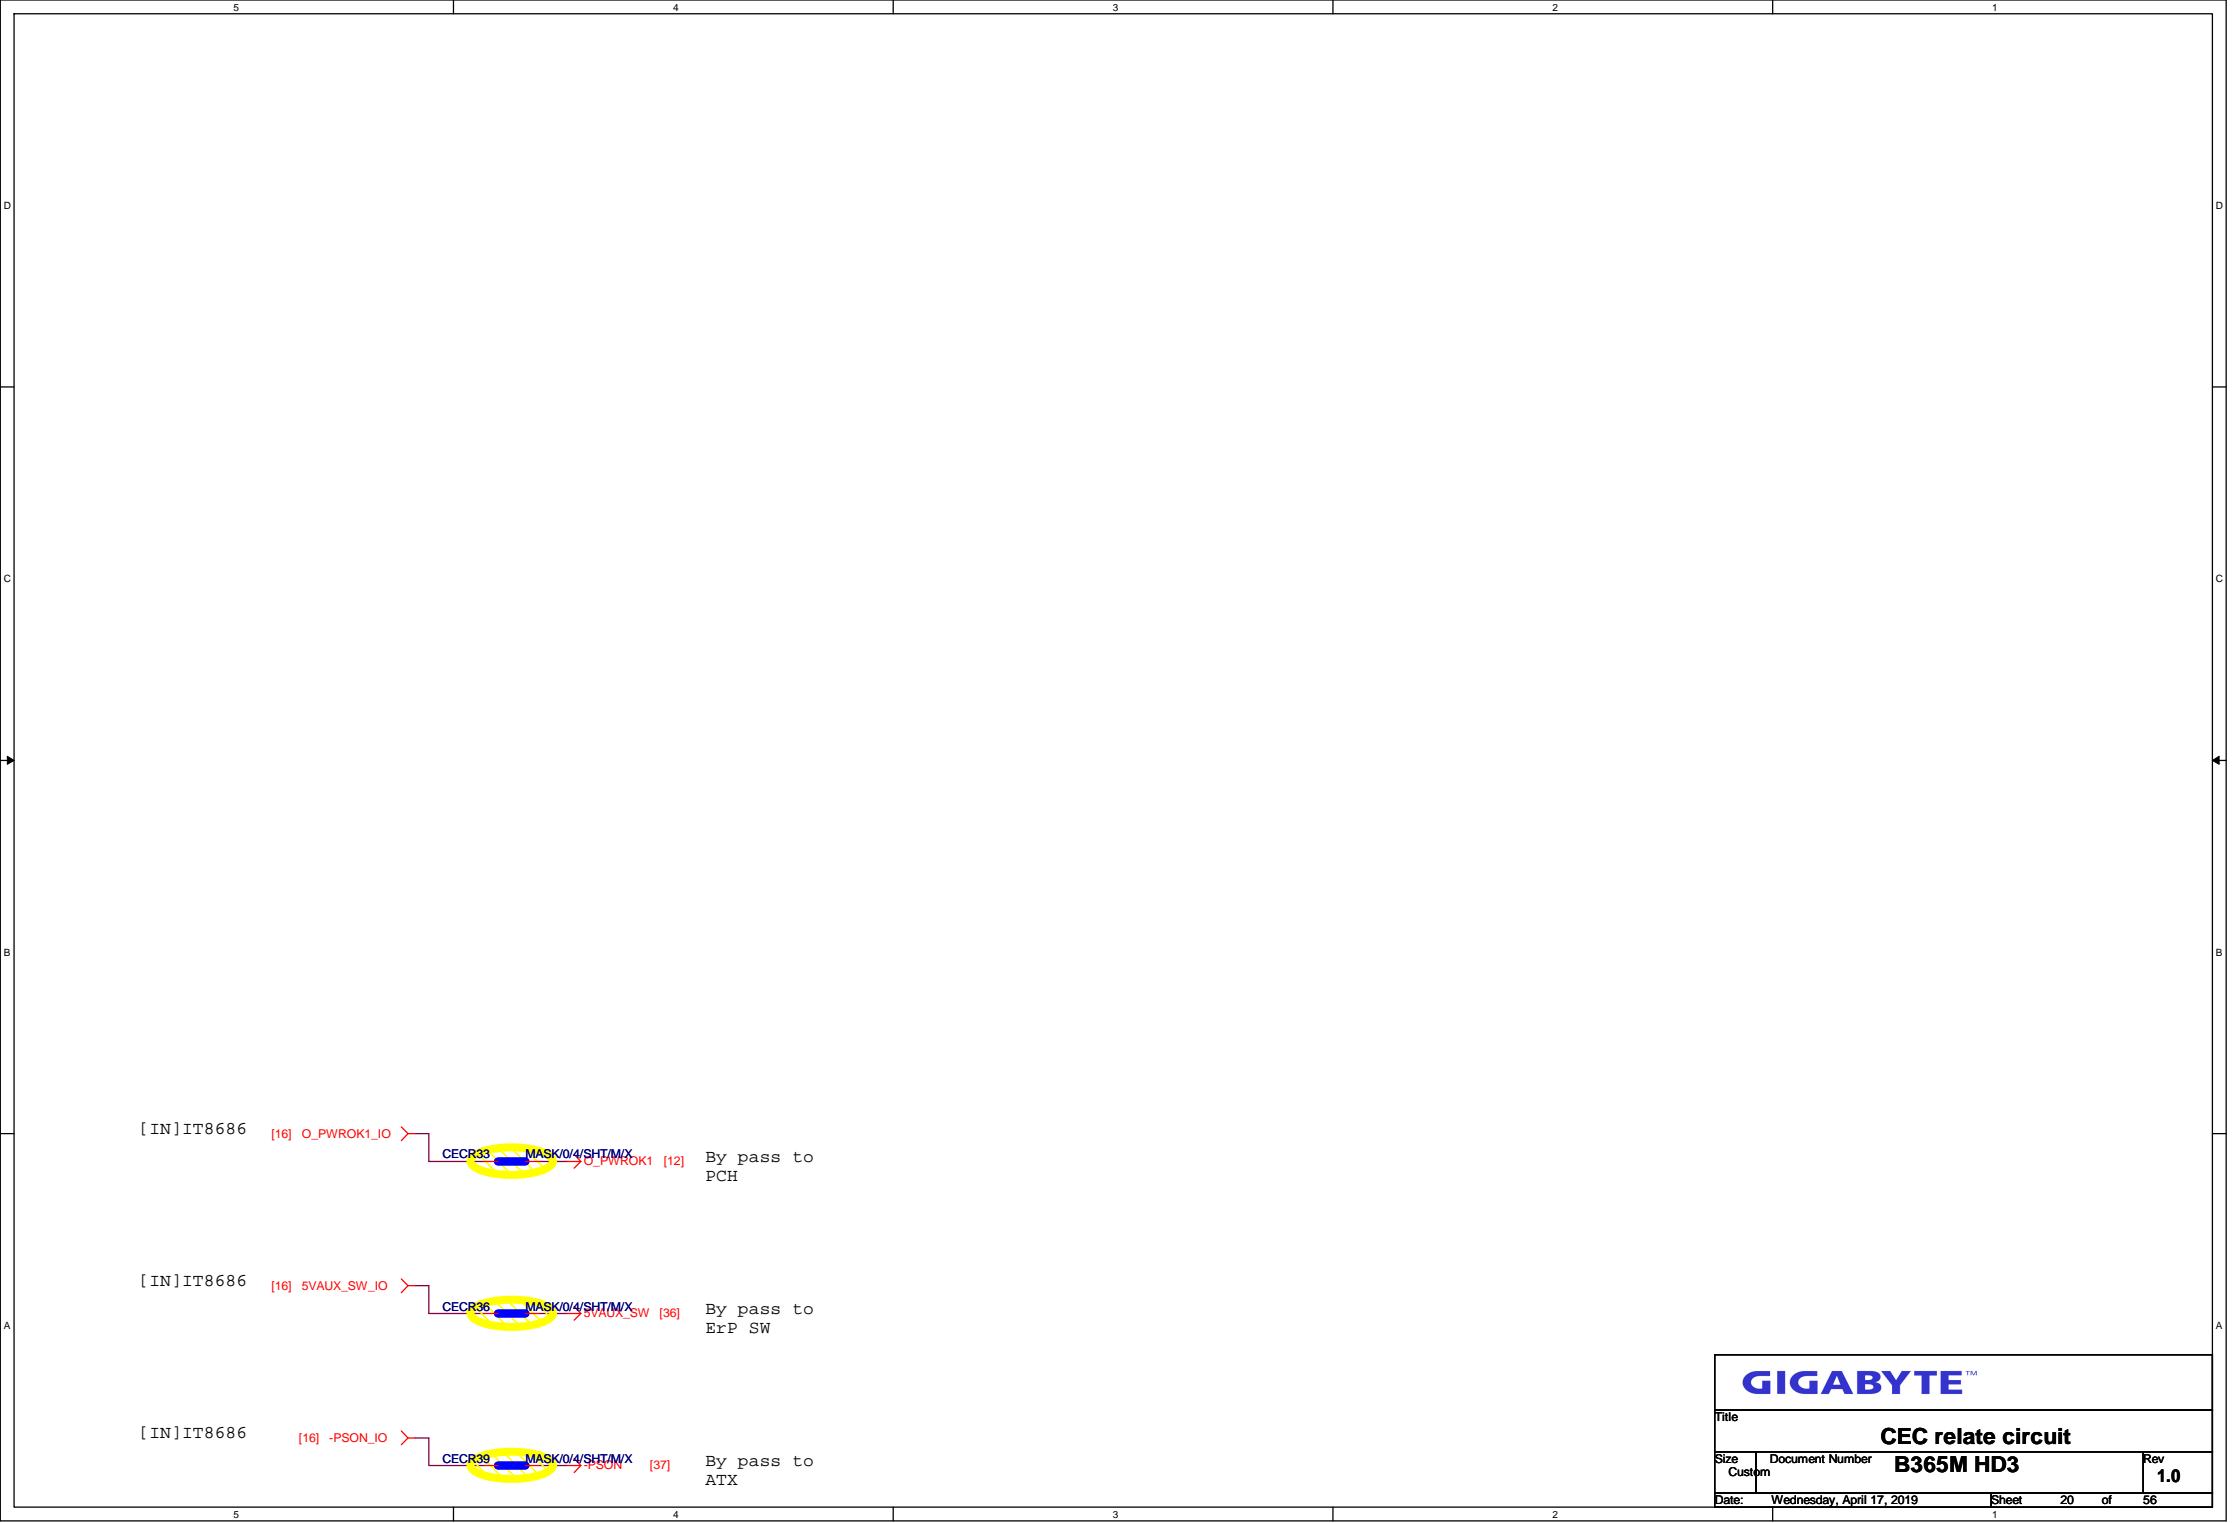 5 4 3 2 1
D D
C C
B B
A A
[IN]IT8686 [16] O_PWROK1_IO
CECR33 MASK/0/4/SHT/M/X
O_PWROK1 [12] By pass to
PCH
[IN]IT8686 [16] 5VAUX_SW_IO
CECR36 MASK/0/4/SHT/M/X
5VAUX_SW [36] By pass to
ErP SW
[IN]IT8686 [16] -PSON_IO
CECR39 MASK/0/4/SHT/M/X
-PSON [37] By pass to
ATX
GIGABYTE™
Title
CEC relate circuit
Size Document Number Rev
Custom B365M HD3 1.0
Date: Wednesday, April 17, 2019 Sheet 20 of 56
5 4 3 2 1